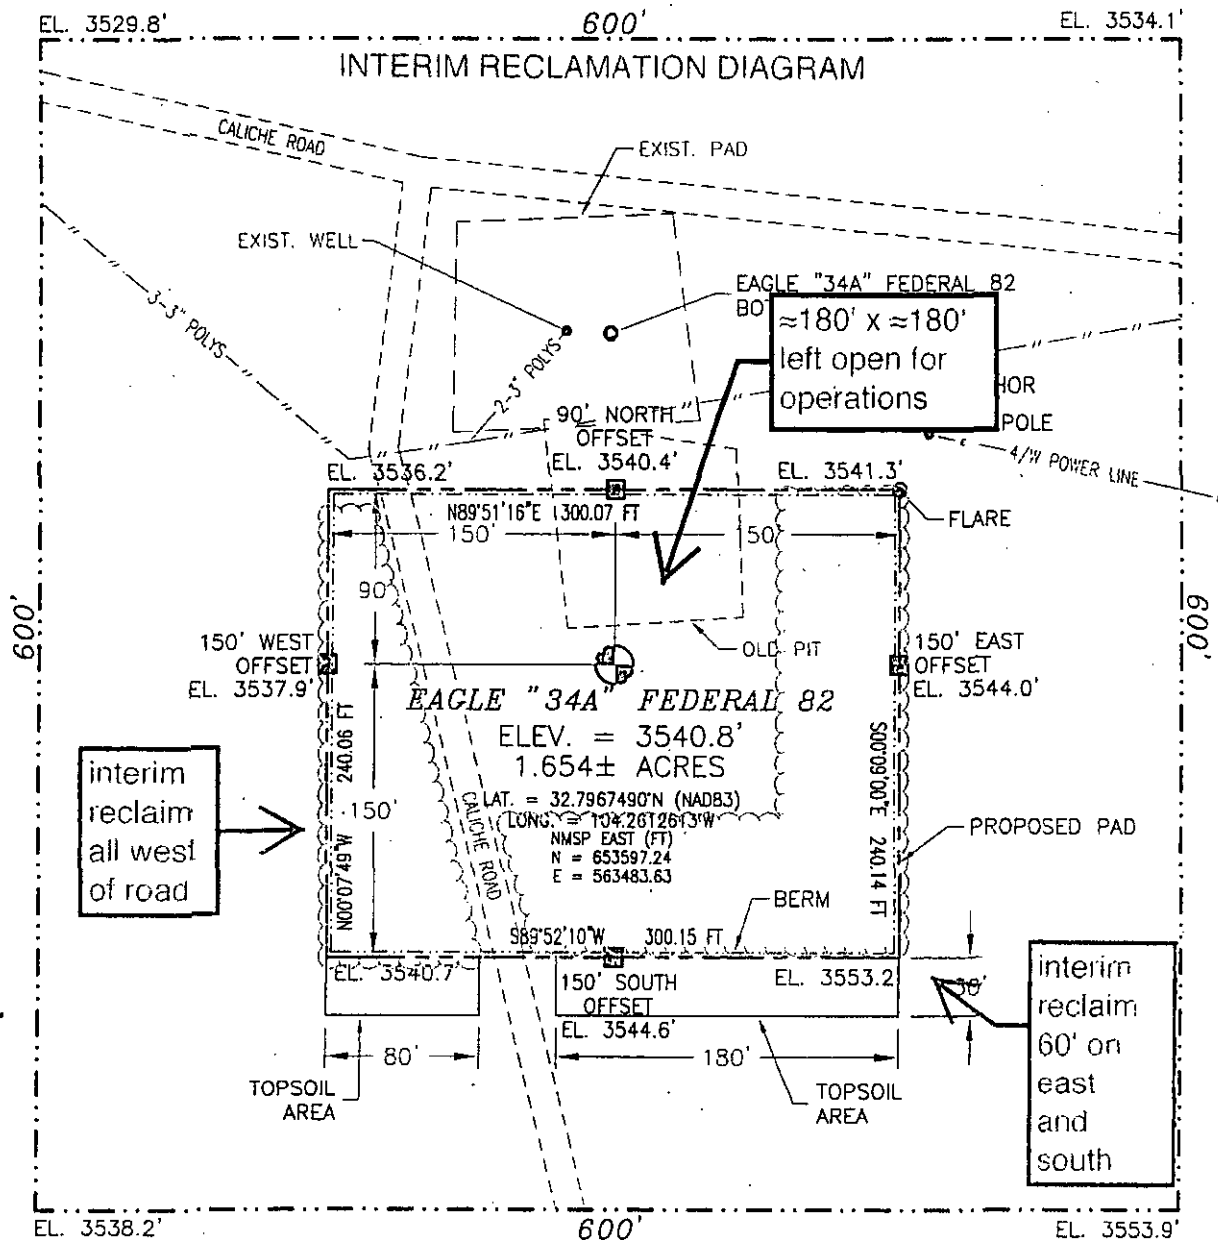 EL. 3529.8'
600'
EL. 3534.1'
INTERIM RECLAMATION DIAGRAM
CALICHE ROAD
EXIST. PAD
EXIST. WELL
EAGLE "34A" FEDERAL 82
BOT
3-3" POLYS
2-3" POLYS
≈180' x ≈180'
left open for
operations
HOR
POLE
90' NORTH
OFFSET
EL. 3540.4'
EL. 3536.2'
EL. 3541.3'
4/W POWER LINE
FLARE
N89°51'16"E 300.07 FT
150'
150
90'
600'
600'
150' WEST
OFFSET
EL. 3537.9'
OLD PIT
150' EAST
OFFSET
EL. 3544.0'
EAGLE "34A" FEDERAL 82
ELEV. = 3540.8'
1.654± ACRES
LAT. = 32.7967490°N (NAD83)
LONG. = 104.2612613°W
NMSP EAST (FT)
N = 653597.24
E = 563483.63
N00°07'49"W 240.06 FT
150'
CALICHE ROAD
S00°09'00"E 240.14 FT
interim
reclaim
all west
of road
PROPOSED PAD
BERM
S89°52'10"W 300.15 FT
EL. 3540.7'
150' SOUTH
OFFSET
EL. 3544.6'
EL. 3553.2
30'
interim
reclaim
60' on
east
and
south
80'
180'
TOPSOIL
AREA
TOPSOIL
AREA
EL. 3538.2'
600'
EL. 3553.9'